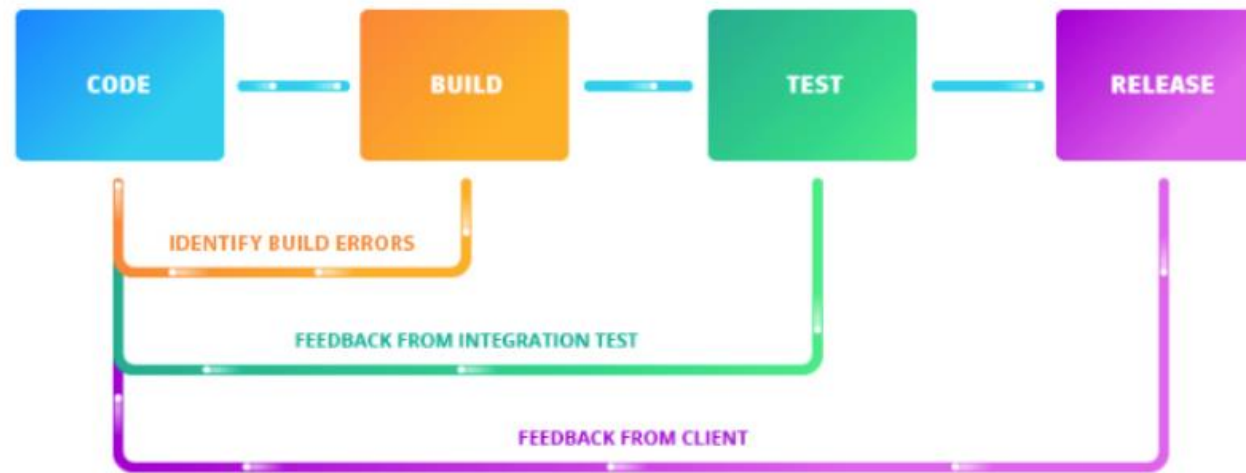 CODE
BUILD
TEST
RELEASE
IDENTIFY BUILD ERRORS
FEEDBACK FROM INTEGRATION TEST
FEEDBACK FROM CLIENT